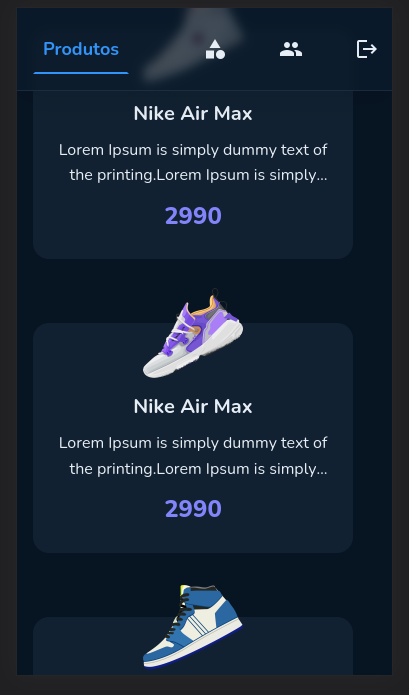 Produtos
Nike Air Max
Lorem Ipsum is simply dummy text of
the printing.Lorem Ipsum is simply...
2990
Nike Air Max
Lorem Ipsum is simply dummy text of
the printing.Lorem Ipsum is simply...
2990